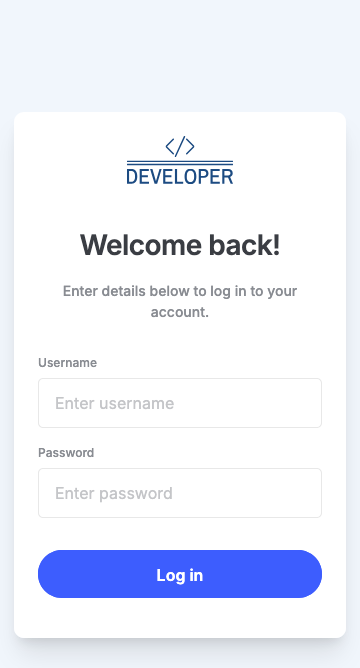 </>
DEVELOPER
Welcome back!
Enter details below to log in to your
account.
Username
Enter username
Password
Enter password
Log in